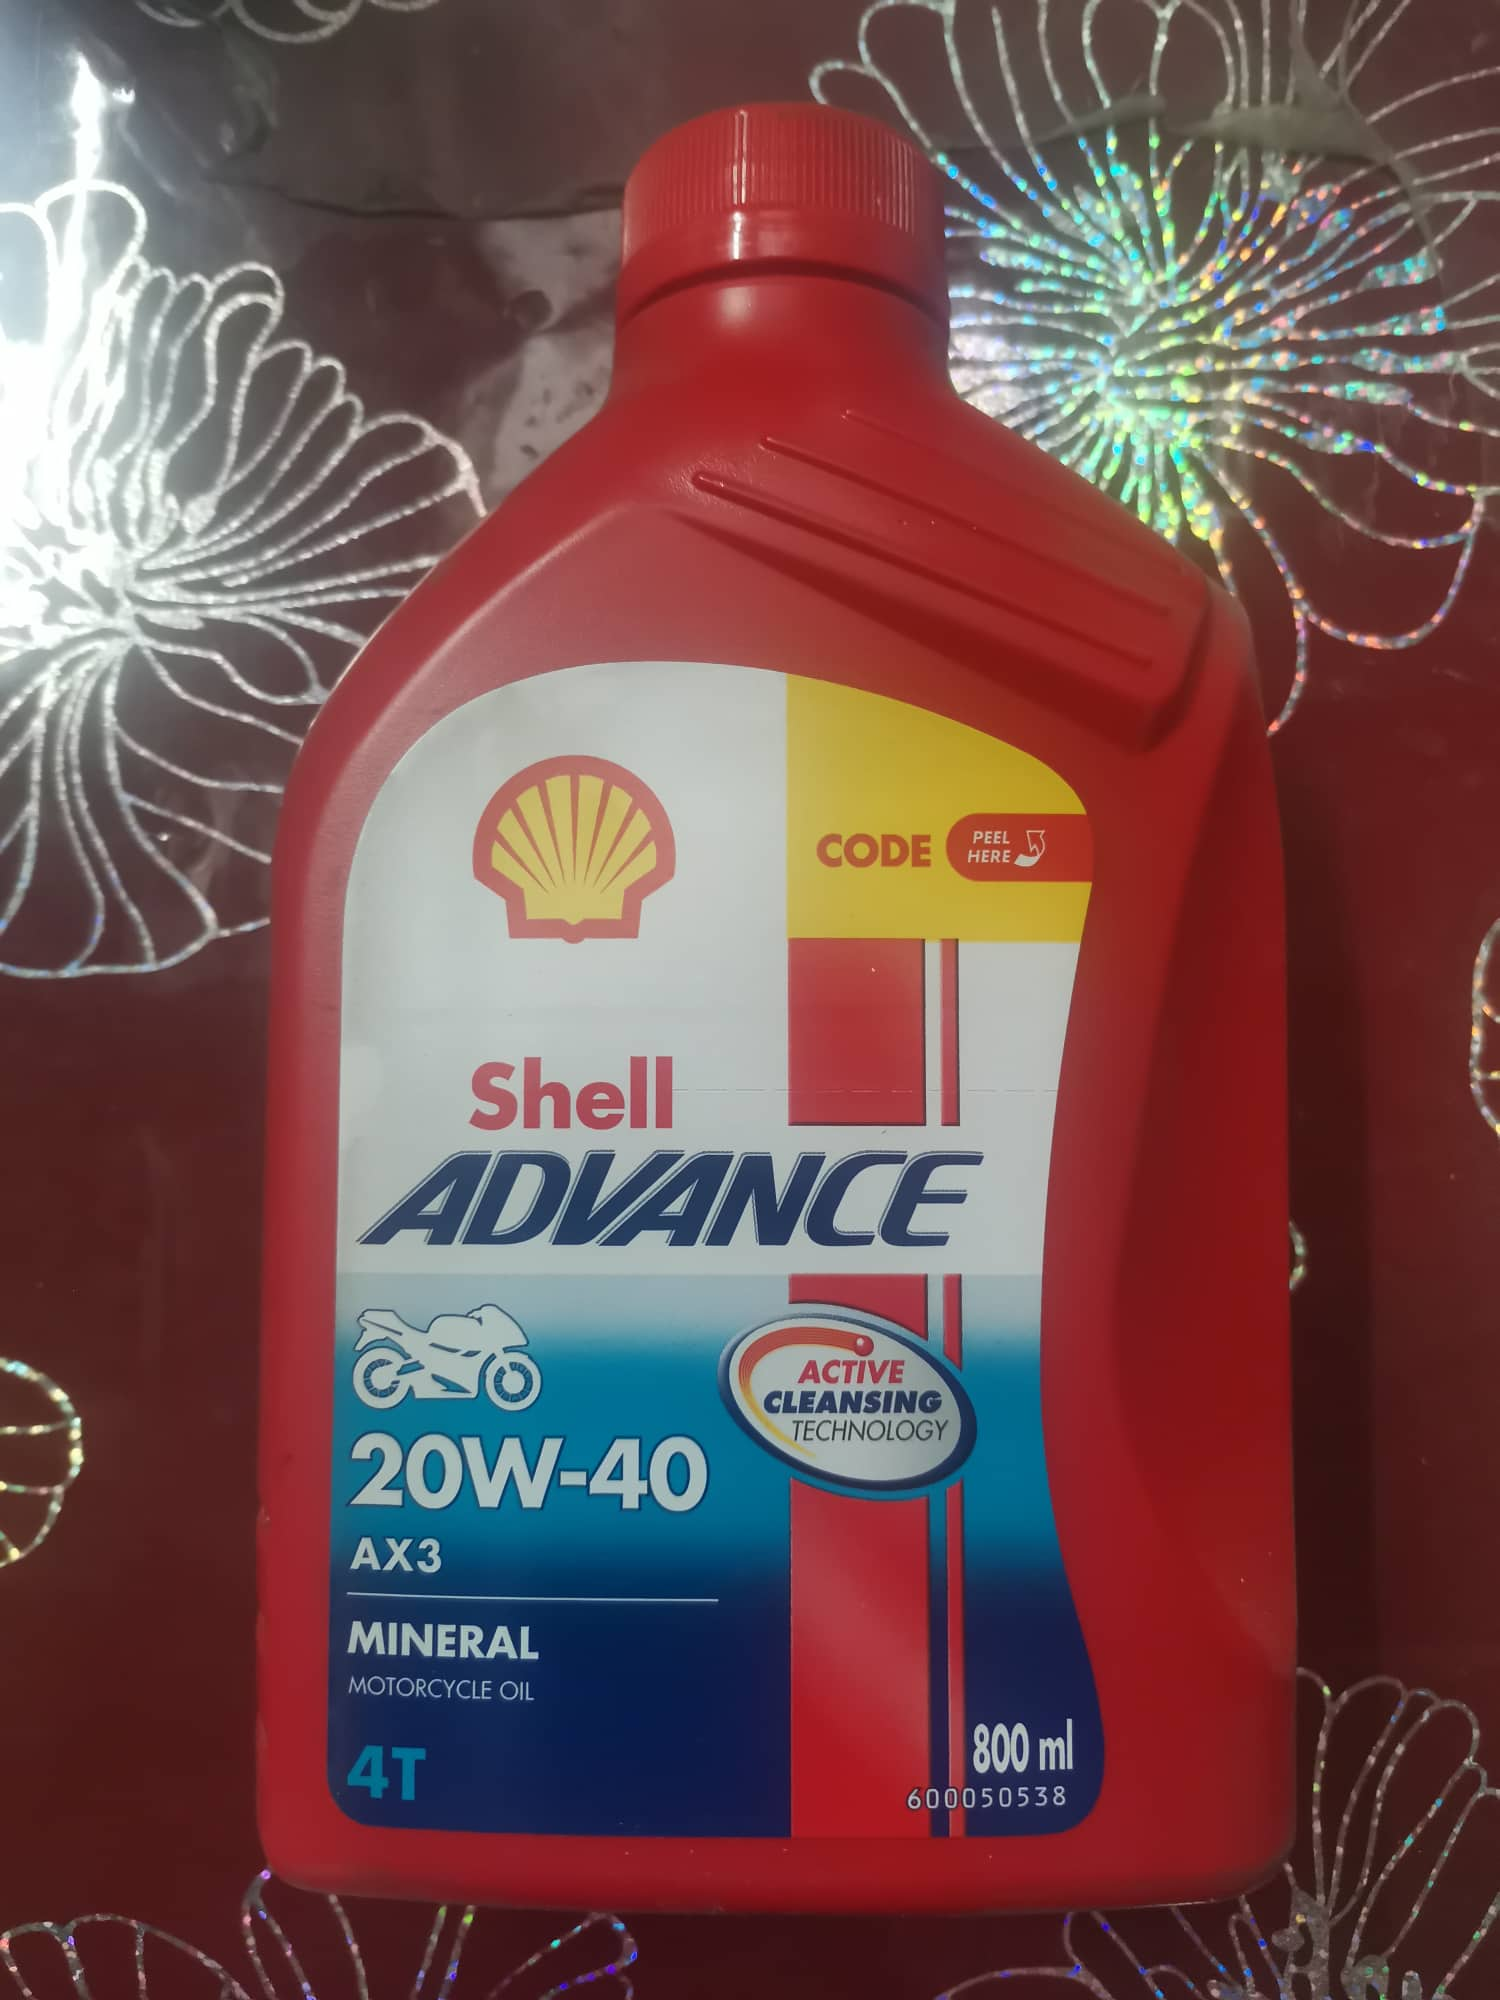 CODE
PEEL
HERE
Shell
ADVANCE
ACTIVE
CLEANSING
TECHNOLOGY
20W-40
AX3
MINERAL
MOTORCYCLE OIL
4T
800 ml
600050538